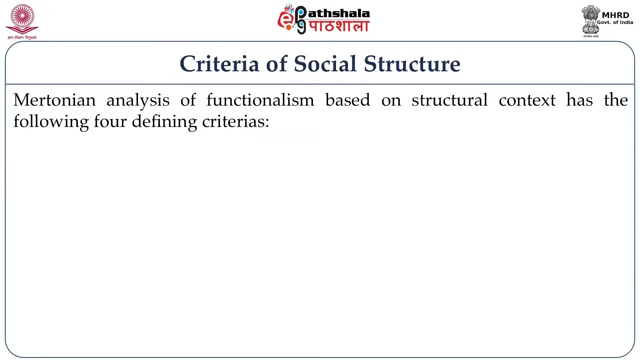 Pathshala
पाठशाला
MHRD
Govt. of India
Criteria of Social Structure
Mertonian analysis of functionalism based on structural context has the
following four defining criterias: